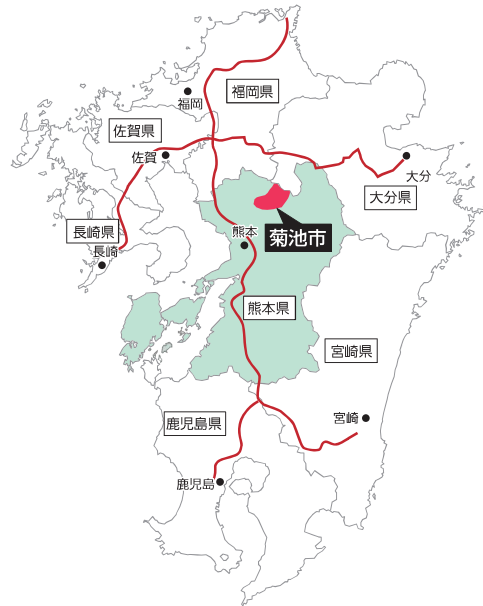 福岡県
福岡
佐賀県
佐賀
大分
大分県
長崎県
長崎
熊本
菊池市
熊本県
宮崎県
宮崎
鹿児島県
鹿児島